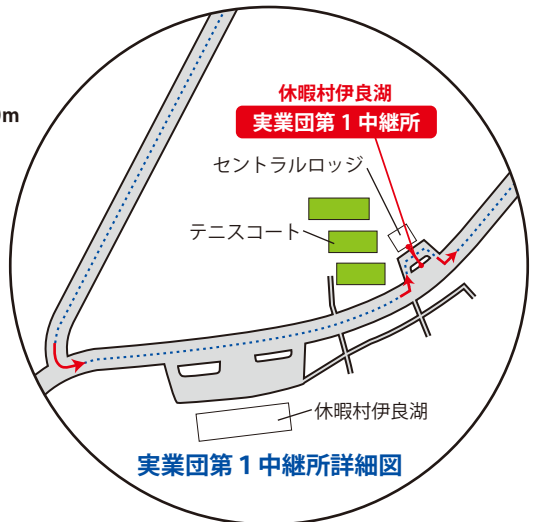 m
休暇村伊良湖
実業団第1中継所
セントラルロッジ
テニスコート
休暇村伊良湖
実業団第1中継所詳細図